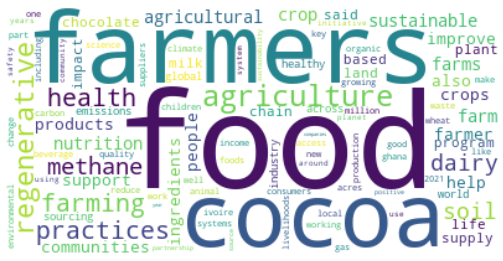 one
years
chocolate
agricultural
crop
said
initiative
sustainable
part
including
science
climate
key
improve
safety
community
impact
milk
suppliers
system
organic
based
plant
farmers
global
healthy
land
growing
sustainability
farms
make
health
agriculture
also
crops
regenerative
carbon
emissions
products
children
across
million
chain
planet
waste
farm
change
nutrition
people
food
wheat
farmer
methane
beverage
quality
income
companies
access
good
program
dairy
using
support
foods
new
ghana
like
environmental
reduce
well
industry
around
production
2021
positive
help
farming
ingredients
animal
consumers
acres
world
sourcing
work
ivoire
livelihoods
local
use
soil
practices
systems
cocoa
working
life
communities
partnership
source
gas
supply